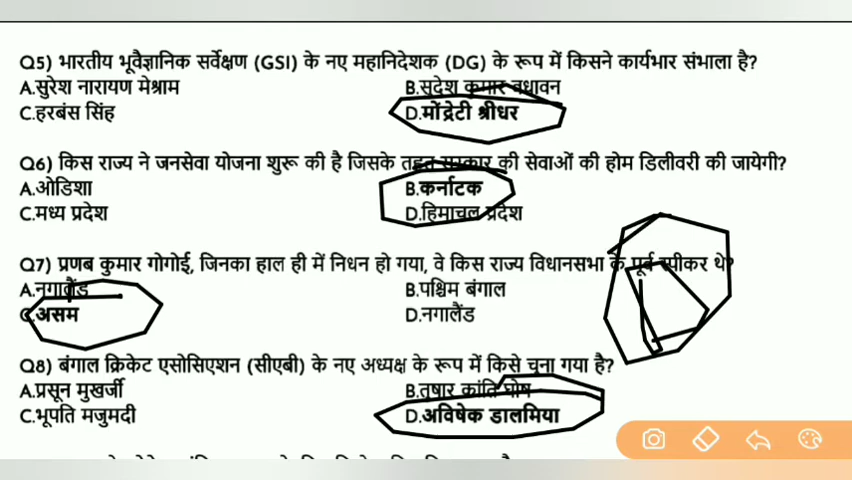 Q5) भारतीय भूवैज्ञानिक सर्वेक्षण (GSI) के नए महानिदेशक (DG) के रूप में किसने कार्यभार संभाला है?
A.सुरेश नारायण मेश्राम B.सुदेश कुमार वधावन
C.हरबंस सिंह D.मोंद्रेटी श्रीधर
Q6) किस राज्य ने जनसेवा योजना शुरू की है जिसके तहत सरकार की सेवाओं की होम डिलीवरी की जायेगी?
A.ओडिशा B.कर्नाटक
C.मध्य प्रदेश D.हिमाचल प्रदेश
Q7) प्रणब कुमार गोगोई, जिनका हाल ही में निधन हो गया, वे किस राज्य विधानसभा के पूर्व स्पीकर थे?
A.नगालैंड B.पश्चिम बंगाल
C.असम D.नगालैंड
Q8) बंगाल क्रिकेट एसोसिएशन (सीएबी) के नए अध्यक्ष के रूप में किसे चुना गया है?
A.प्रसून मुखर्जी B.तुषार कांति घोष
C.भूपति मजुमदी D.अविषेक डालमिया